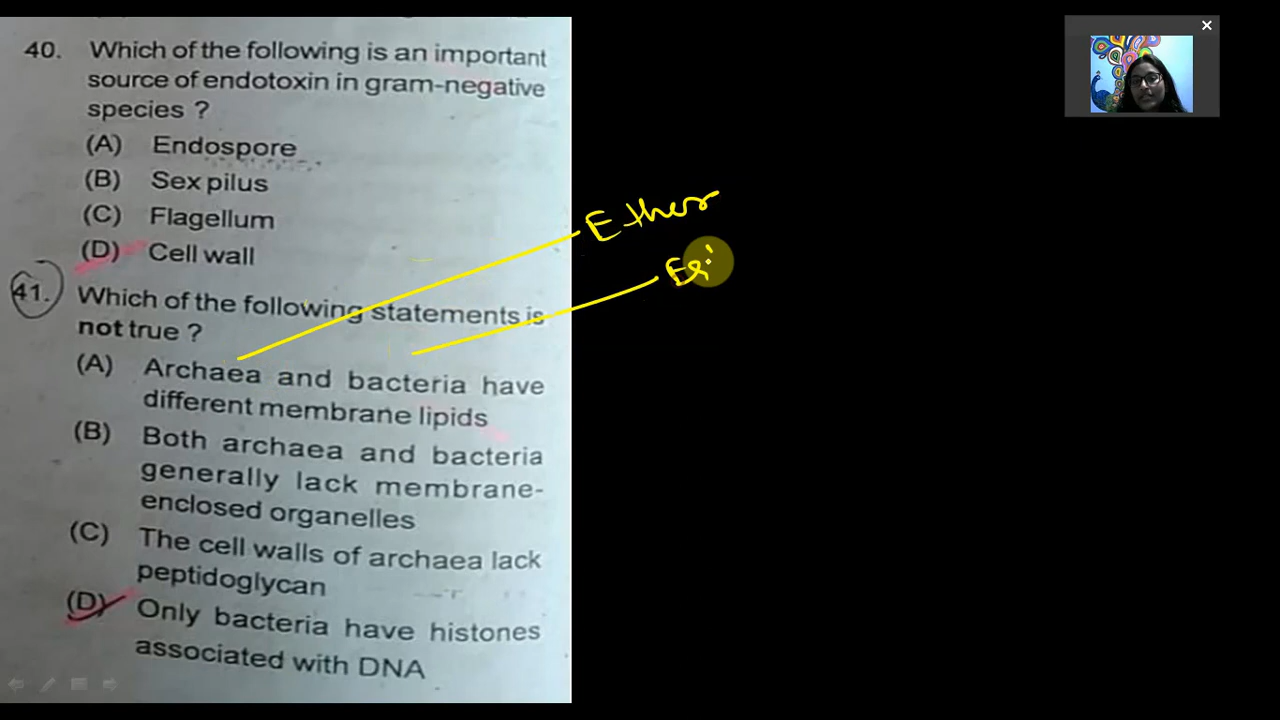 40. Which of the following is an important
source of endotoxin in gram-negative
species ?
(A) Endospore
(B) Sex pilus
(C) Flagellum
(D) Cell wall
41. Which of the following statements is
not true ?
(A) Archaea and bacteria have
different membrane lipids
(B) Both archaea and bacteria
generally lack membrane-
enclosed organelles
(C) The cell walls of archaea lack
peptidoglycan
(D) Only bacteria have histones
associated with DNA
Ether